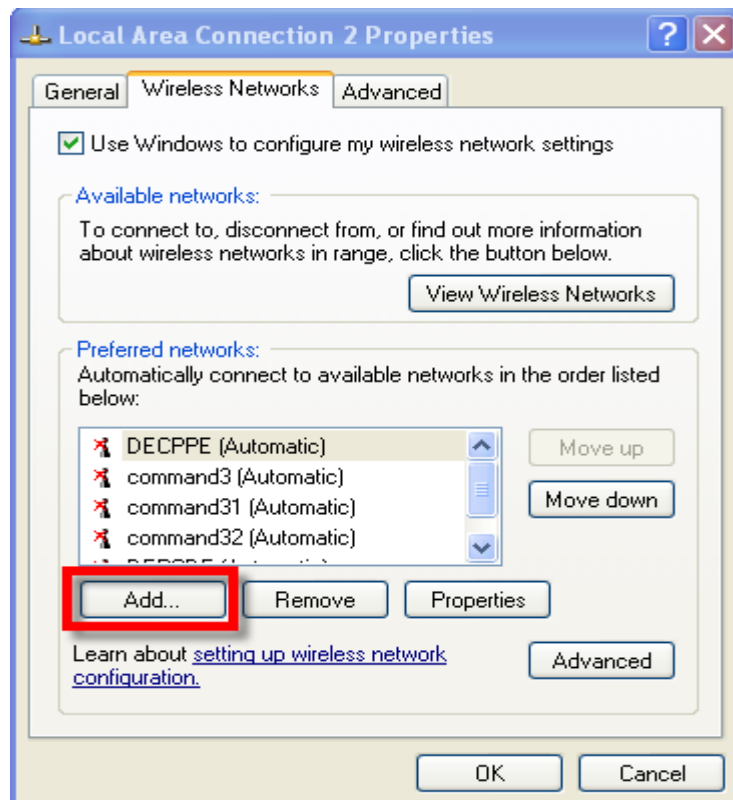 Local Area Connection 2 Properties
General Wireless Networks Advanced
Use Windows to configure my wireless network settings
Available networks:
To connect to, disconnect from, or find out more information
about wireless networks in range, click the button below.
View Wireless Networks
Preferred networks:
Automatically connect to available networks in the order listed
below:
DECPPE (Automatic)
command3 (Automatic)
command31 (Automatic)
command32 (Automatic)
Move up
Move down
Add... Remove Properties
Learn about setting up wireless network
configuration.
Advanced
OK Cancel